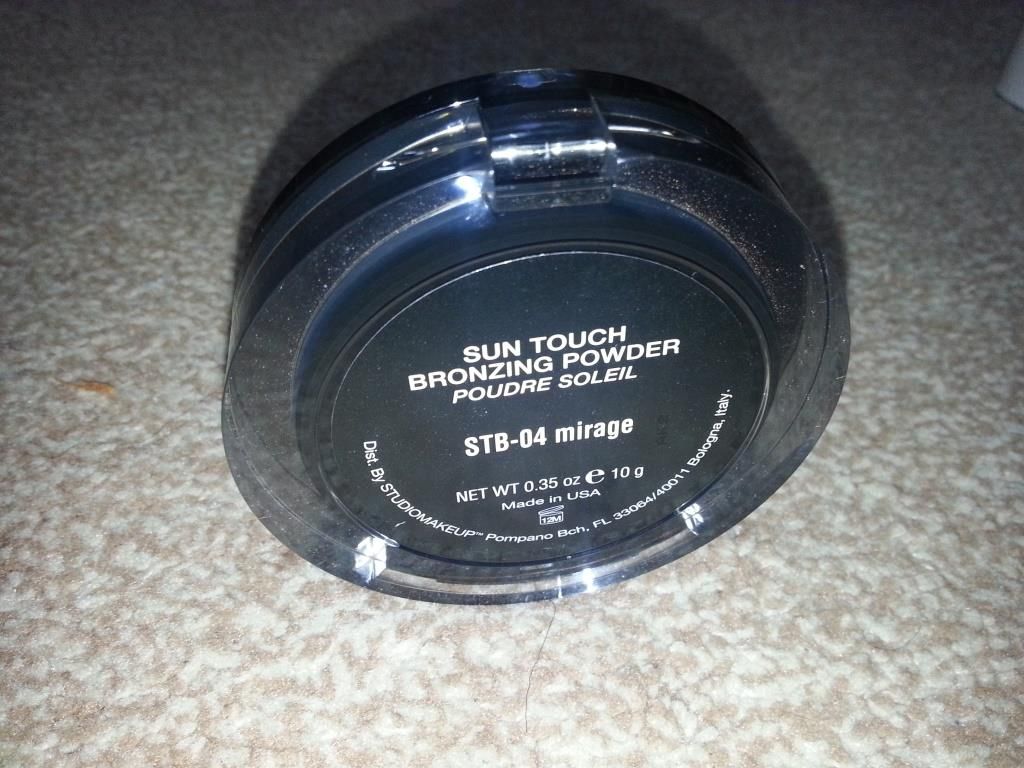 SUN TOUCH
BRONZING POWDER
POUDRE SOLEIL
STB-04 mirage
NET WT 0.35 oz ℮ 10 g
Made in USA
12M
Dist. By STUDIOMAKEUP™ Pompano Bch, FL 33064/40011 Bologna, Italy.